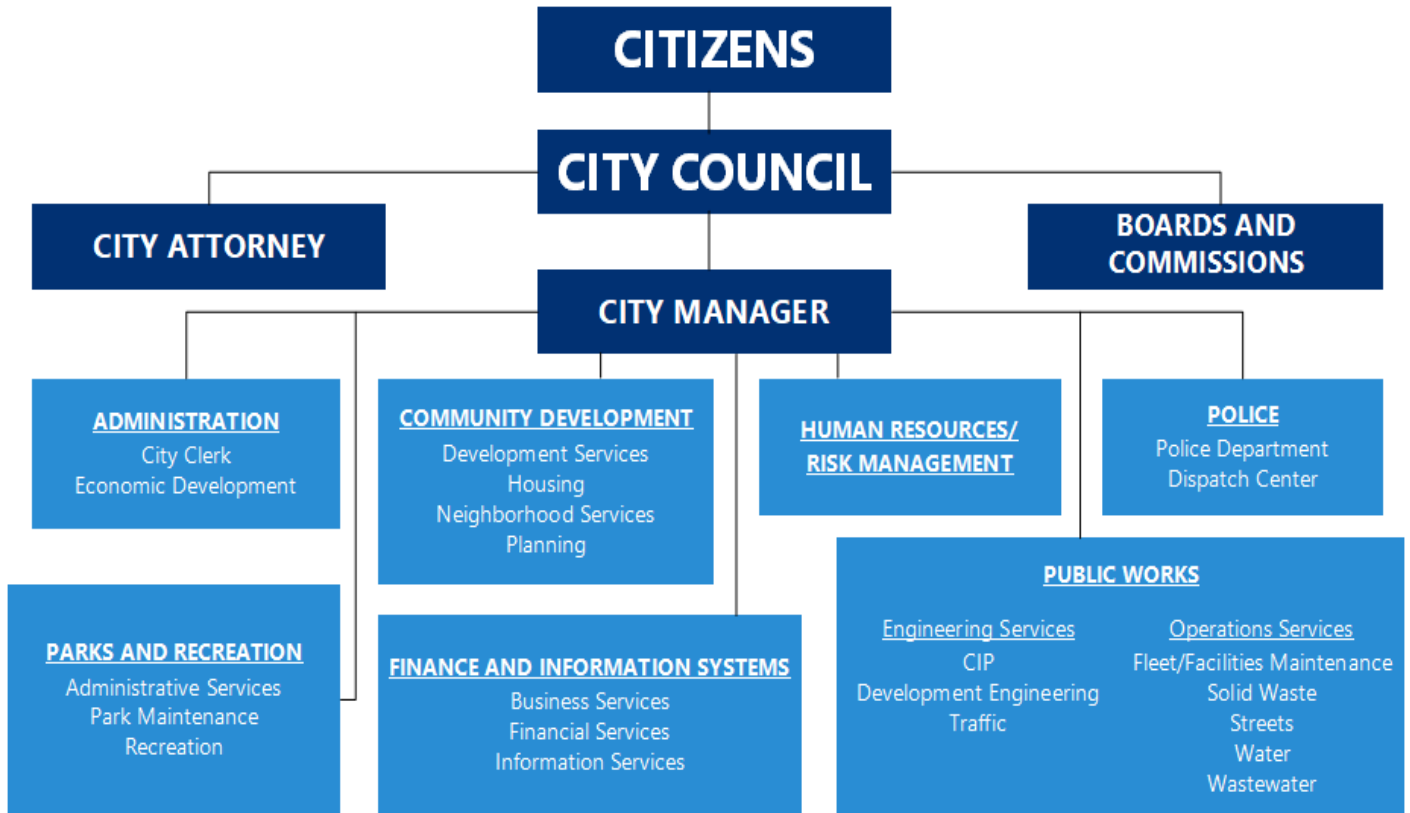 CITIZENS
CITY COUNCIL
CITY ATTORNEY
BOARDS AND
COMMISSIONS
CITY MANAGER
ADMINISTRATION
City Clerk
Economic Development
COMMUNITY DEVELOPMENT
Development Services
Housing
Neighborhood Services
Planning
HUMAN RESOURCES/
RISK MANAGEMENT
POLICE
Police Department
Dispatch Center
PARKS AND RECREATION
Administrative Services
Park Maintenance
Recreation
FINANCE AND INFORMATION SYSTEMS
Business Services
Financial Services
Information Services
PUBLIC WORKS
Engineering Services
CIP
Development Engineering
Traffic
Operations Services
Fleet/Facilities Maintenance
Solid Waste
Streets
Water
Wastewater